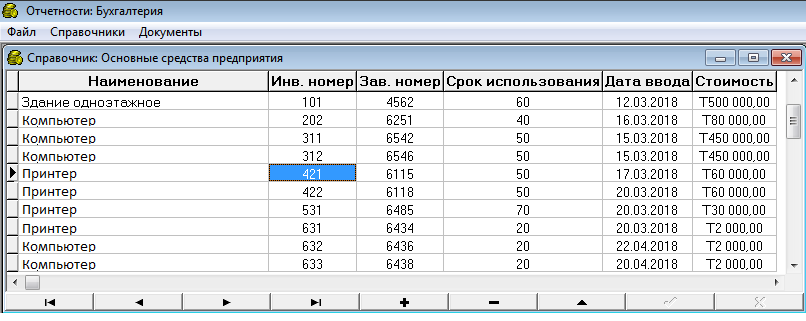 Отчетности: Бухгалтерия
Файл Справочники Документы
Справочник: Основные средства предприятия
Наименование Инв. номер Зав. номер Срок использования Дата ввода Стоимость
Здание одноэтажное 101 4562 60 12.03.2018 T500 000,00
Компьютер 202 6251 40 16.03.2018 T80 000,00
Компьютер 311 6542 50 15.03.2018 T450 000,00
Компьютер 312 6546 50 15.03.2018 T450 000,00
Принтер 421 6115 50 17.03.2018 T60 000,00
Принтер 422 6118 50 20.03.2018 T60 000,00
Принтер 531 6485 70 20.03.2018 T30 000,00
Принтер 631 6434 20 20.03.2018 T2 000,00
Компьютер 632 6436 20 22.04.2018 T2 000,00
Компьютер 633 6438 20 20.04.2018 T2 000,00